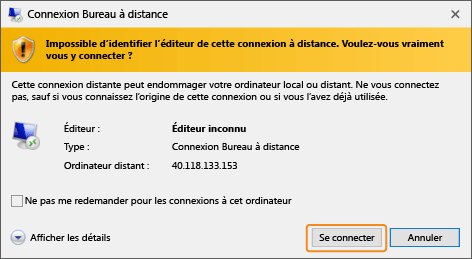 Connexion Bureau à distance
Impossible d'identifier l'éditeur de cette connexion à distance. Voulez-vous vraiment
vous y connecter ?
Cette connexion distante peut endommager votre ordinateur local ou distant. Ne vous connectez
pas, sauf si vous connaissez l'origine de cette connexion ou si vous l'avez déjà utilisée.
Éditeur : Éditeur inconnu
Type : Connexion Bureau à distance
Ordinateur distant : 40.118.133.153
Ne pas me redemander pour les connexions à cet ordinateur
Afficher les détails Se connecter Annuler